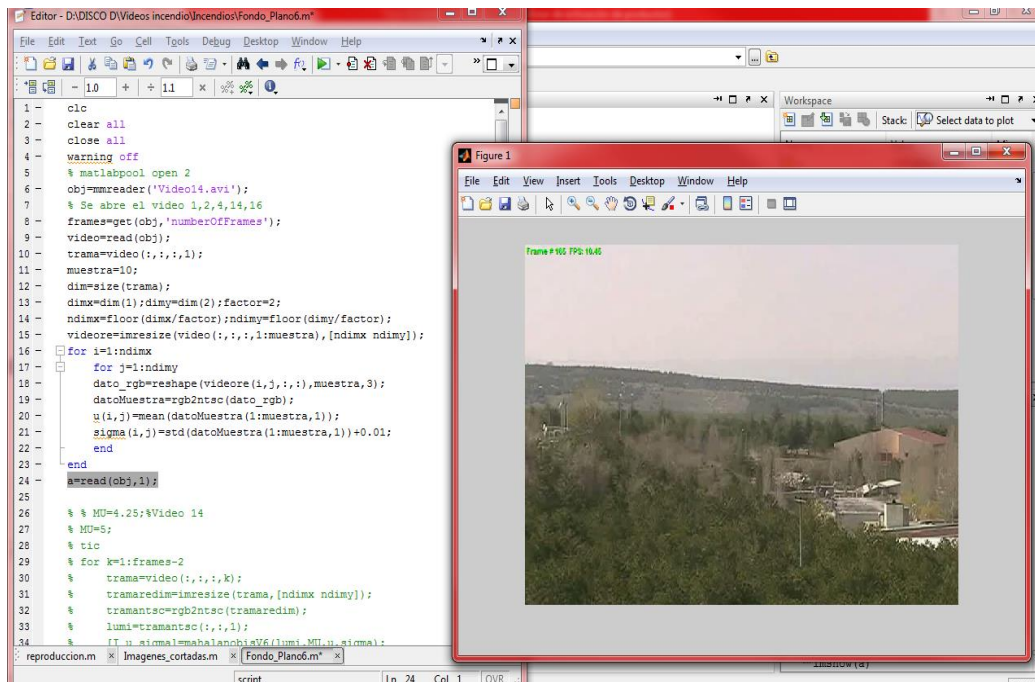 Editor - D:\DISCO D\Videos incendio\Incendios\Fondo_Plano6.m*
File Edit Text Go Cell Tools Debug Desktop Window Help
- 1.0 + ÷ 1.1 ×
1 - clc
2 - clear all
3 - close all
4 - warning off
5 % matlabpool open 2
6 - obj=mmreader('Video14.avi');
7 % Se abre el video 1,2,4,14,16
8 - frames=get(obj,'numberOfFrames');
9 - video=read(obj);
10 - trama=video(:,:,:,1);
11 - muestra=10;
12 - dim=size(trama);
13 - dimx=dim(1);dimy=dim(2);factor=2;
14 - ndimx=floor(dimx/factor);ndimy=floor(dimy/factor);
15 - videore=imresize(video(:,:,:,1:muestra),[ndimx ndimy]);
16 - for i=1:ndimx
17 - for j=1:ndimy
18 - dato_rgb=reshape(videore(i,j,:,:),muestra,3);
19 - datoMuestra=rgb2ntsc(dato_rgb);
20 - u(i,j)=mean(datoMuestra(1:muestra,1));
21 - sigma(i,j)=std(datoMuestra(1:muestra,1))+0.01;
22 - end
23 - end
24 - a=read(obj,1);
25
26 % % MU=4.25;%Video 14
27 % MU=5;
28 % tic
29 % for k=1:frames-2
30 % trama=video(:,:,:,k);
31 % tramaredim=imresize(trama,[ndimx ndimy]);
32 % tramantsc=rgb2ntsc(tramaredim);
33 % lumi=tramantsc(:,:,1);
34 % [I,u,sigma]=mahalanobisV6(lumi,MU,u,sigma);
reproduccion.m × Imagenes_cortadas.m × Fondo_Plano6.m* ×
script Ln 24 Col 1 OVR
Workspace
Stack: Select data to plot
Figure 1
File Edit View Insert Tools Desktop Window Help
Frame # 165 FPS: 10.45
imshow(a)